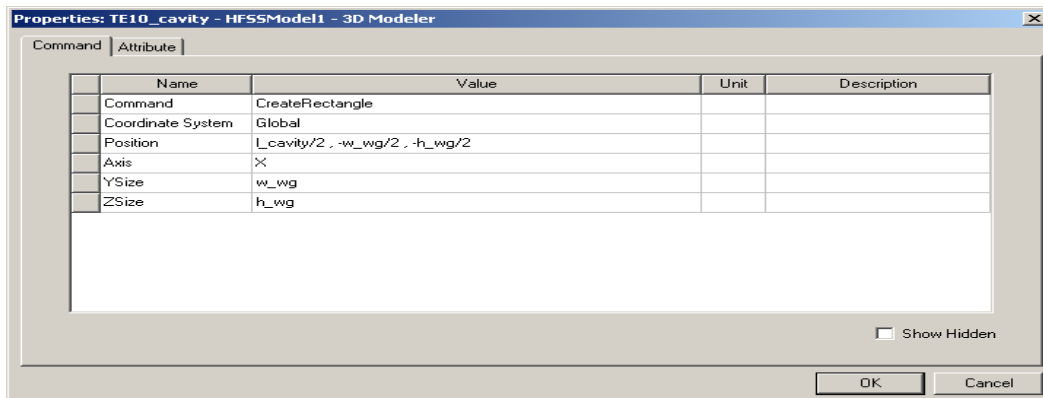 Properties: TE10_cavity - HFSSModel1 - 3D Modeler
Command Attribute
Name Value Unit Description
Command CreateRectangle
Coordinate System Global
Position l_cavity/2 , -w_wg/2 , -h_wg/2
Axis X
YSize w_wg
ZSize h_wg
Show Hidden
OK Cancel